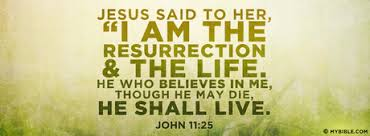 JESUS SAID TO HER,
“I AM THE
RESURRECTION
& THE LIFE.
HE WHO BELIEVES IN ME,
THOUGH HE MAY DIE,
HE SHALL LIVE.
JOHN 11:25
© MYBIBLE.COM